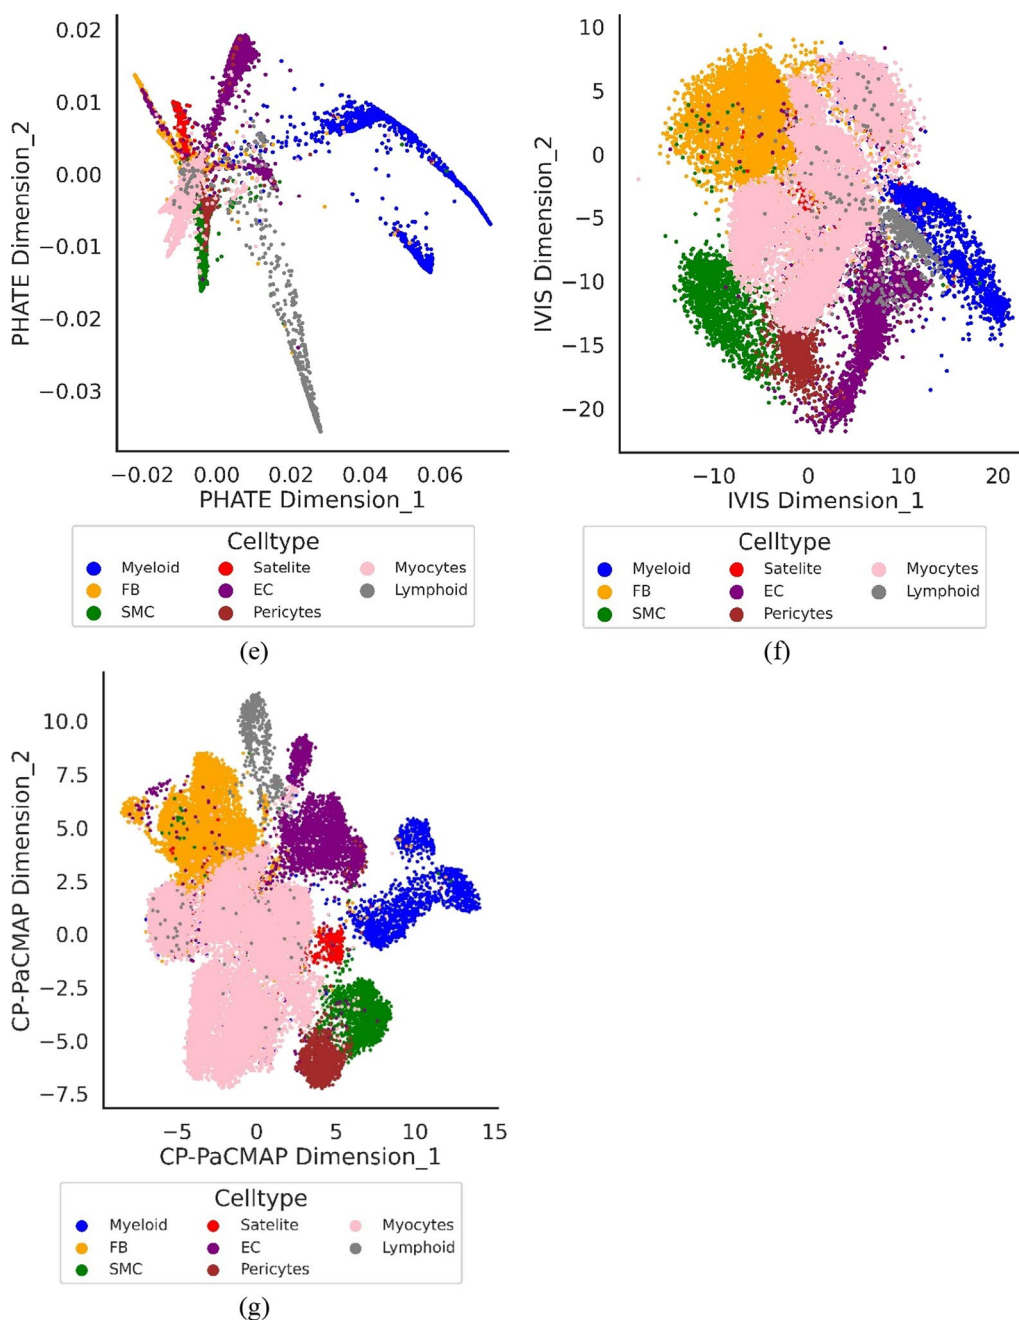 0.02
0.01
0.00
−0.01
−0.02
−0.03
PHATE Dimension_2
−0.02 0.00 0.02 0.04 0.06
PHATE Dimension_1
Celltype
Myeloid Satelite Myocytes
FB EC Lymphoid
SMC Pericytes
(e)
10
5
0
−5
−10
−15
−20
IVIS Dimension_2
−10 0 10 20
IVIS Dimension_1
Celltype
Myeloid Satelite Myocytes
FB EC Lymphoid
SMC Pericytes
(f)
10.0
7.5
5.0
2.5
0.0
−2.5
−5.0
−7.5
CP-PaCMAP Dimension_2
−5 0 5 10 15
CP-PaCMAP Dimension_1
Celltype
Myeloid Satelite Myocytes
FB EC Lymphoid
SMC Pericytes
(g)